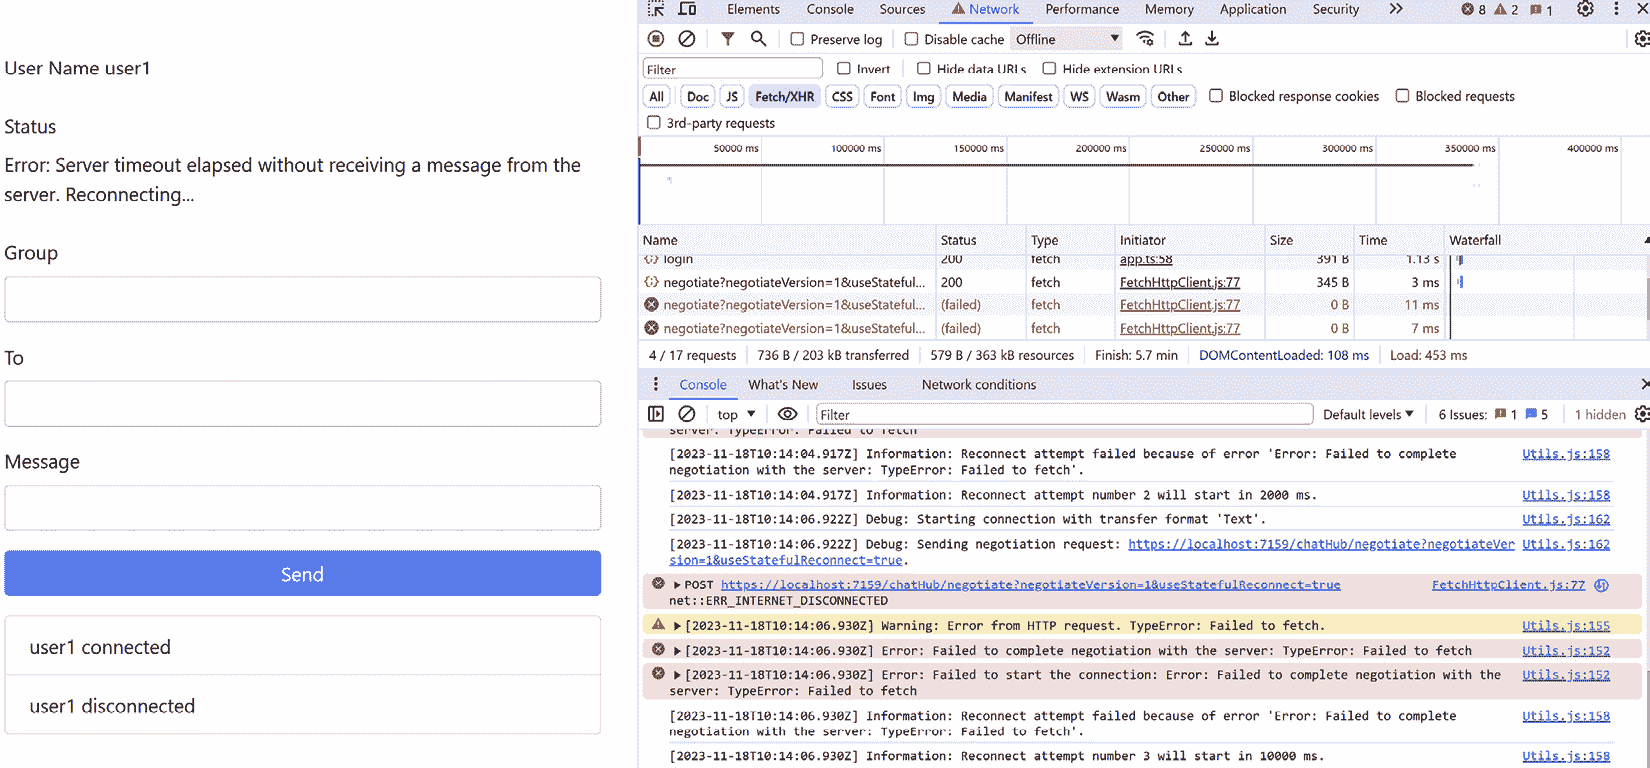 User Name user1
Status
Error: Server timeout elapsed without receiving a message from the
server. Reconnecting...
Group
To
Message
Send
user1 connected
user1 disconnected
Elements Console Sources Network Performance Memory Application Security 8 2 1
Preserve log Disable cache Offline
Filter Invert Hide data URLs Hide extension URLs
All Doc JS Fetch/XHR CSS Font Img Media Manifest WS Wasm Other Blocked response cookies Blocked requests
3rd-party requests
50000 ms 100000 ms 150000 ms 200000 ms 250000 ms 300000 ms 350000 ms 400000 ms
Name Status Type Initiator Size Time Waterfall
login 200 fetch app.ts:58 391 B 1.13 s
negotiate?negotiateVersion=1&useStateful... 200 fetch FetchHttpClient.js:77 345 B 3 ms
negotiate?negotiateVersion=1&useStateful... (failed) fetch FetchHttpClient.js:77 0 B 11 ms
negotiate?negotiateVersion=1&useStateful... (failed) fetch FetchHttpClient.js:77 0 B 7 ms
4 / 17 requests 736 B / 203 kB transferred 579 B / 363 kB resources Finish: 5.7 min DOMContentLoaded: 108 ms Load: 453 ms
Console What's New Issues Network conditions
top Filter Default levels 6 Issues: 1 5 1 hidden
server: TypeError: Failed to fetch
[2023-11-18T10:14:04.917Z] Information: Reconnect attempt failed because of error 'Error: Failed to complete Utils.js:158
negotiation with the server: TypeError: Failed to fetch'.
[2023-11-18T10:14:04.917Z] Information: Reconnect attempt number 2 will start in 2000 ms. Utils.js:158
[2023-11-18T10:14:06.922Z] Debug: Starting connection with transfer format 'Text'. Utils.js:162
[2023-11-18T10:14:06.922Z] Debug: Sending negotiation request: https://localhost:7159/chatHub/negotiate?negotiateVer Utils.js:162
sion=1&useStatefulReconnect=true.
POST https://localhost:7159/chatHub/negotiate?negotiateVersion=1&useStatefulReconnect=true FetchHttpClient.js:77
net::ERR_INTERNET_DISCONNECTED
[2023-11-18T10:14:06.930Z] Warning: Error from HTTP request. TypeError: Failed to fetch. Utils.js:155
[2023-11-18T10:14:06.930Z] Error: Failed to complete negotiation with the server: TypeError: Failed to fetch Utils.js:152
[2023-11-18T10:14:06.930Z] Error: Failed to start the connection: Error: Failed to complete negotiation with the Utils.js:152
server: TypeError: Failed to fetch
[2023-11-18T10:14:06.930Z] Information: Reconnect attempt failed because of error 'Error: Failed to complete Utils.js:158
negotiation with the server: TypeError: Failed to fetch'.
[2023-11-18T10:14:06.930Z] Information: Reconnect attempt number 3 will start in 10000 ms. Utils.js:158